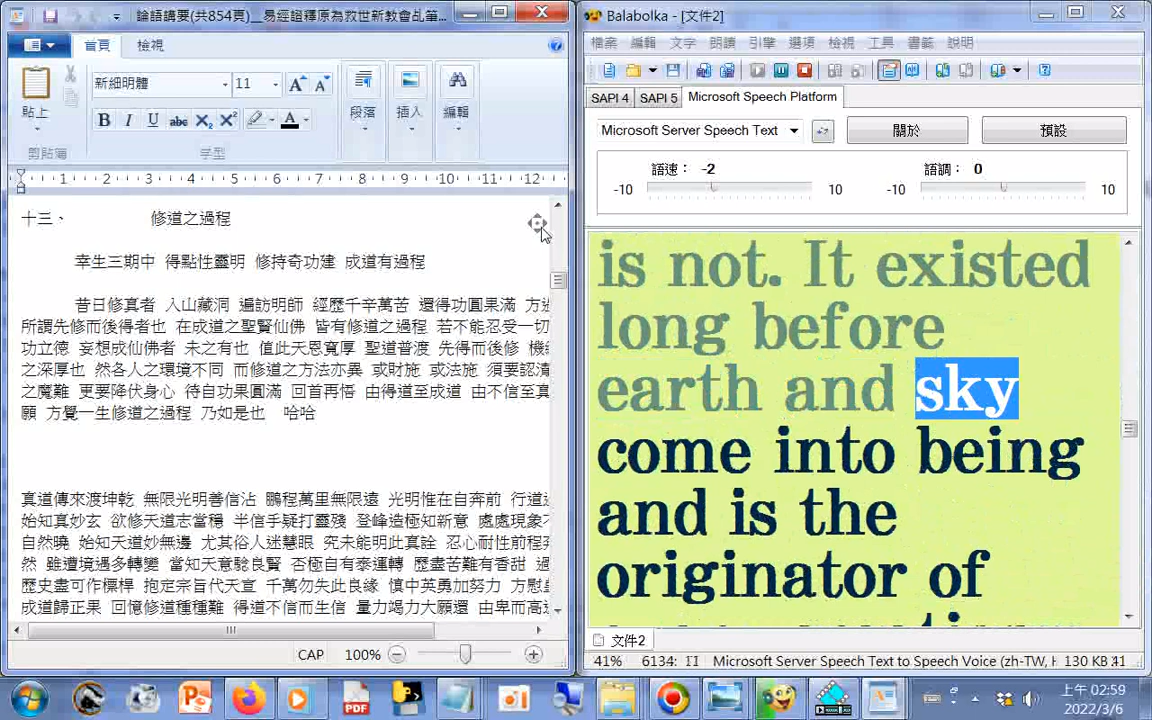 論語講要(共854頁)__易經證釋原為救世新教會乩筆...
首頁
檢視
貼上
剪貼簿
新細明體
11
B I U abc X₂ X²
A
字型
段落
插入
編輯
1 2 3 4 5 6 7 8 9 10 11 12
十三、 修道之過程
幸生三期中 得點性靈明 修持奇功建 成道有過程
昔日修真者 入山藏洞 遍訪明師 經歷千辛萬苦 還得功圓果滿 方
所謂先修而後得者也 在成道之聖賢仙佛 皆有修道之過程 若不能忍受一切
功立德 妄想成仙佛者 未之有也 值此天恩寬厚 聖道普渡 先得而後修 機
之深厚也 然各人之環境不同 而修道之方法亦異 或財施 或法施 須要認清
之魔難 更要降伏身心 待自功果圓滿 回首再悟 由得道至成道 由不信至真
願 方覺一生修道之過程 乃如是也 哈哈
真道傳來渡坤乾 無限光明善信沾 鵬程萬里無限遠 光明惟在自奔前 行道
始知真妙玄 欲修天道志當穩 半信乎疑打靈殘 登峰造極知新意 處處現象
自然曉 始知天道妙無邊 尤其俗人迷慧眼 究未能明此真詮 忍心耐性前程
然 雖遭境遇多轉變 當知天意駝良賢 否極自有泰運轉 歷盡苦難有香甜 過
歷史盡可作標桿 抱定宗旨代天宣 千萬勿失此良緣 慎中英勇加努力 方慰
成道歸正果 回憶修道種種難 得道不信而生信 量力竭力大願還 由卑而高
CAP 100%
Balabolka - [文件2]
檔案 編輯 文字 朗讀 引擎 選項 檢視 工具 書籤 說明
SAPI 4 SAPI 5 Microsoft Speech Platform
Microsoft Server Speech Text
關於
預設
語速： -2
-10 10
語調： 0
-10 10
is not. It existed
long before
earth and sky
come into being
and is the
originator of
文件2
41% 6134: Microsoft Server Speech Text to Speech Voice (zh-TW, H 130 KB
上午 02:59
2022/3/6